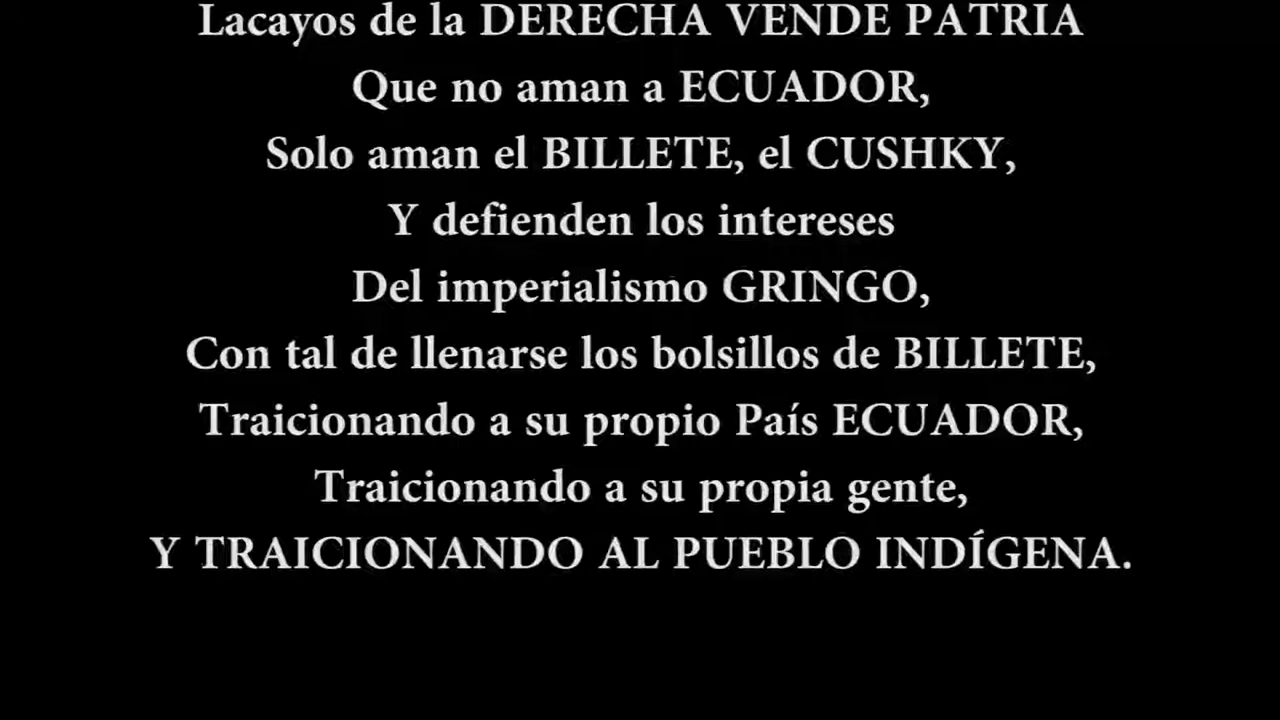 Lacayos de la DERECHA VENDE PATRIA
Que no aman a ECUADOR,
Solo aman el BILLETE, el CUSHKY,
Y defienden los intereses
Del imperialismo GRINGO,
Con tal de llenarse los bolsillos de BILLETE,
Traicionando a su propio País ECUADOR,
Traicionando a su propia gente,
Y TRAICIONANDO AL PUEBLO INDÍGENA.